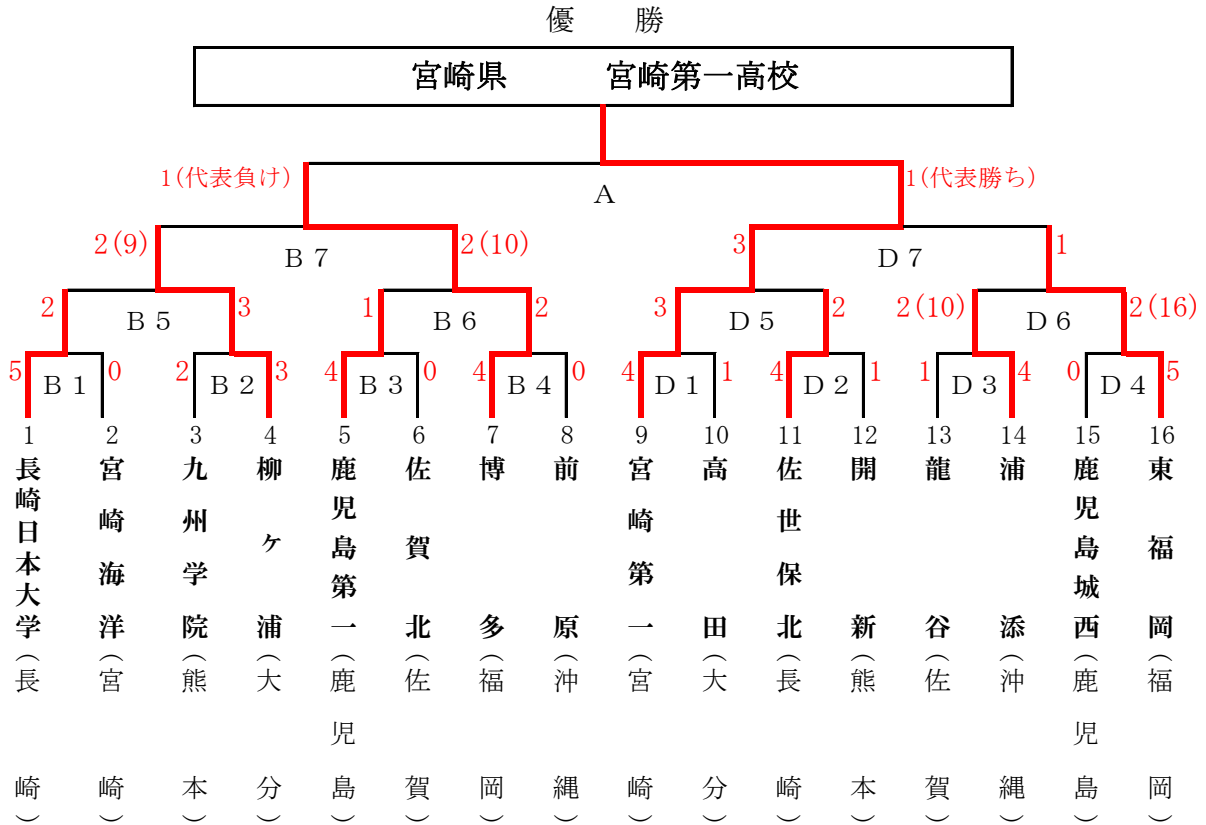 優　勝
宮崎県　宮崎第一高校
1(代表負け)
1(代表勝ち)
A
2(9)
2(10)
3
1
B 7
D 7
2
3
1
2
3
2
2(10)
2(16)
B 5
B 6
D 5
D 6
5
0
2
3
4
0
4
0
4
1
4
1
1
4
0
5
B 1
B 2
B 3
B 4
D 1
D 2
D 3
D 4
1
長崎日本大学(長崎)
2
宮崎海洋(宮崎)
3
九州学院(熊本)
4
柳ヶ浦(大分)
5
鹿児島第一(鹿児島)
6
佐賀北(佐賀)
7
博多(福岡)
8
前原(沖縄)
9
宮崎第一(宮崎)
10
高田(大分)
11
佐世保北(長崎)
12
開新(熊本)
13
龍谷(佐賀)
14
浦添(沖縄)
15
鹿児島城西(鹿児島)
16
東福岡(福岡)